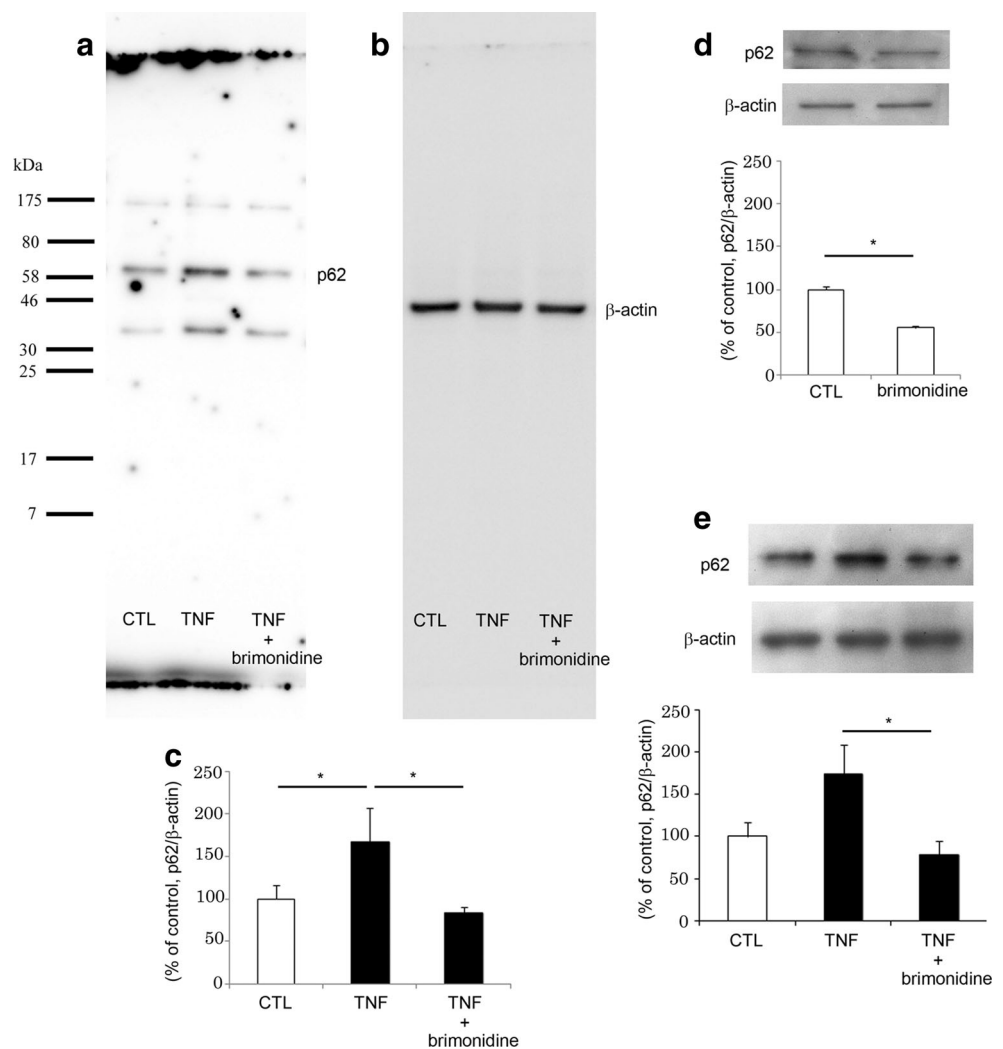 a
kDa
175
80
58
46
30
25
17
7
p62
CTL
TNF
TNF
+
brimonidine
b
β-actin
CTL
TNF
TNF
+
brimonidine
c
(% of control, p62/β-actin)
250
200
150
100
50
0
*
*
CTL
TNF
TNF
+
brimonidine
d
p62
β-actin
(% of control, p62/β-actin)
250
200
150
100
50
0
*
CTL
brimonidine
e
p62
β-actin
(% of control, p62/β-actin)
250
200
150
100
50
0
*
CTL
TNF
TNF
+
brimonidine